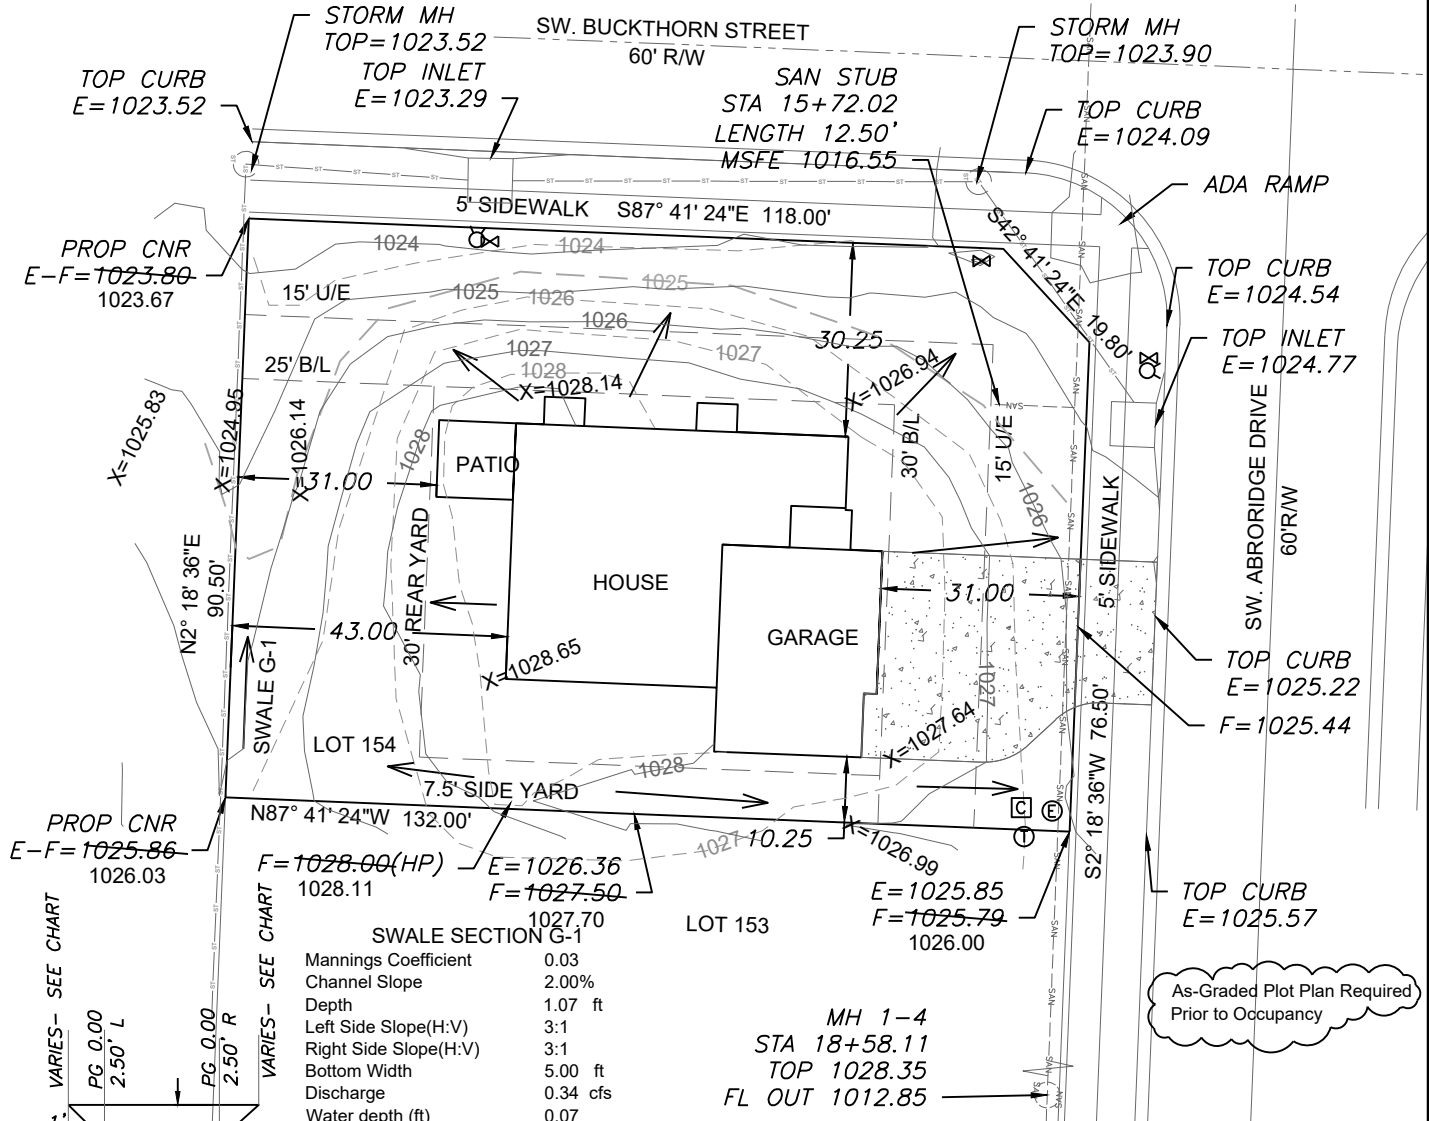 STORM MH
TOP=1023.52
SW. BUCKTHORN STREET
60' R/W
STORM MH
TOP=1023.90
TOP CURB
E=1023.52
TOP INLET
E=1023.29
SAN STUB
STA 15+72.02
LENGTH 12.50'
MSFE 1016.55
TOP CURB
E=1024.09
ADA RAMP
5' SIDEWALK
S87° 41' 24"E 118.00'
S42° 41' 24"E 19.80'
PROP CNR
E-F=1023.80
1023.67
1024
1024
15' U/E
1025
1025
1026
1026
1027
1027
1028
25' B/L
30.25
TOP CURB
E=1024.54
TOP INLET
E=1024.77
X=1025.83
X=1024.95
X=1026.14
X=1028.14
X=1026.94
1028
PATIO
31.00
30' B/L
15' U/E
1026
5' SIDEWALK
SW. ABRORIDGE DRIVE
60'R/W
N2° 18' 36"E
90.50'
30' REAR YARD
HOUSE
31.00
43.00
GARAGE
SWALE G-1
X=1028.65
1027
X=1027.64
TOP CURB
E=1025.22
F=1025.44
LOT 154
1028
7.5' SIDE YARD
S2° 18' 36"W 76.50'
C
E
T
N87° 41' 24"W 132.00'
PROP CNR
E-F=1025.86
1026.03
F=1028.00(HP)
1028.11
E=1026.36
F=1027.50
1027.70
1027
10.25
X=1026.99
E=1025.85
F=1025.79
1026.00
TOP CURB
E=1025.57
LOT 153
SWALE SECTION G-1
Mannings Coefficient 0.03
Channel Slope 2.00%
Depth 1.07 ft
Left Side Slope(H:V) 3:1
Right Side Slope(H:V) 3:1
Bottom Width 5.00 ft
Discharge 0.34 cfs
Water depth (ft) 0.07
VARIES- SEE CHART
PG 0.00
2.50' L
PG 0.00
2.50' R
VARIES- SEE CHART
1'
MH 1-4
STA 18+58.11
TOP 1028.35
FL OUT 1012.85
As-Graded Plot Plan Required
Prior to Occupancy